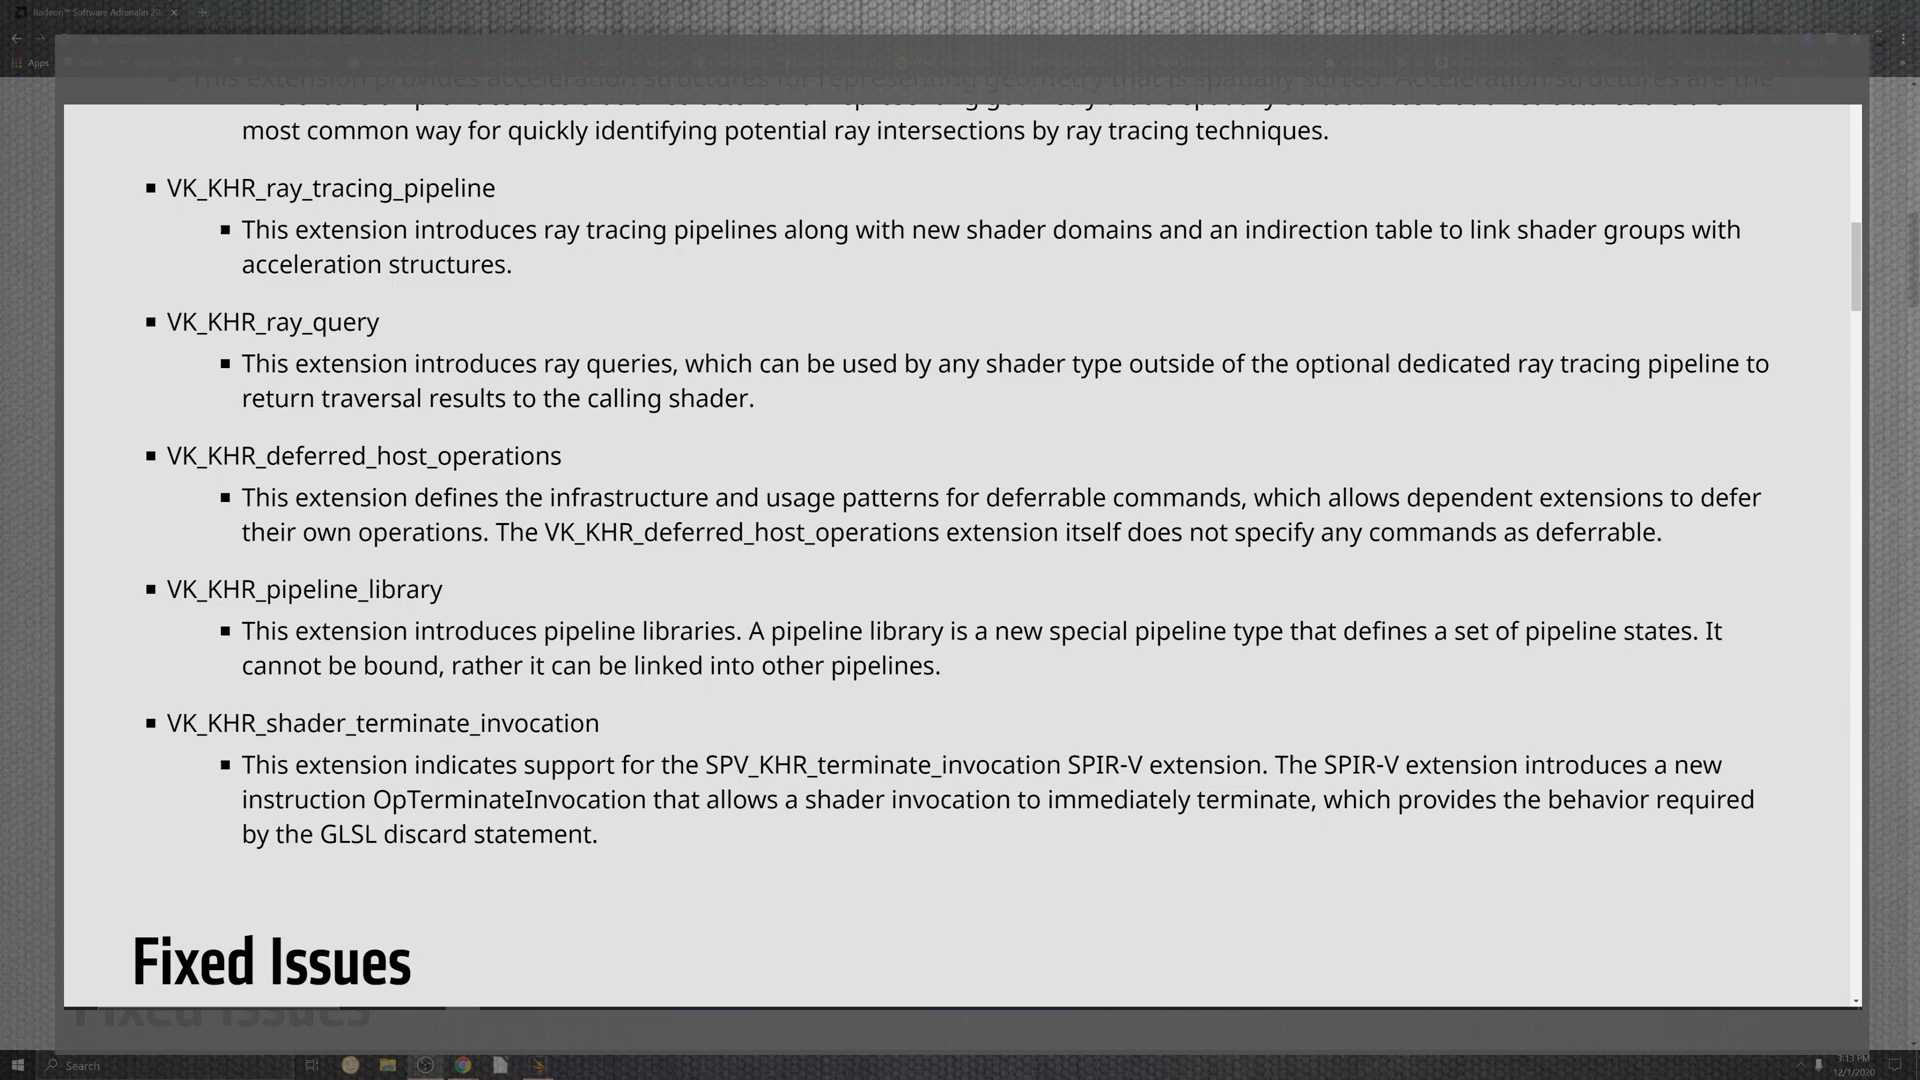 Radeon™ Software Adrenalin 20
Apps
This extension provides acceleration structures for representing geometry that is spatially sorted. Acceleration structures are the
most common way for quickly identifying potential ray intersections by ray tracing techniques.
VK_KHR_ray_tracing_pipeline
This extension introduces ray tracing pipelines along with new shader domains and an indirection table to link shader groups with
acceleration structures.
VK_KHR_ray_query
This extension introduces ray queries, which can be used by any shader type outside of the optional dedicated ray tracing pipeline to
return traversal results to the calling shader.
VK_KHR_deferred_host_operations
This extension defines the infrastructure and usage patterns for deferrable commands, which allows dependent extensions to defer
their own operations. The VK_KHR_deferred_host_operations extension itself does not specify any commands as deferrable.
VK_KHR_pipeline_library
This extension introduces pipeline libraries. A pipeline library is a new special pipeline type that defines a set of pipeline states. It
cannot be bound, rather it can be linked into other pipelines.
VK_KHR_shader_terminate_invocation
This extension indicates support for the SPV_KHR_terminate_invocation SPIR-V extension. The SPIR-V extension introduces a new
instruction OpTerminateInvocation that allows a shader invocation to immediately terminate, which provides the behavior required
by the GLSL discard statement.
Fixed Issues
Fixed Issues
Search
3:13 PM
12/1/2020